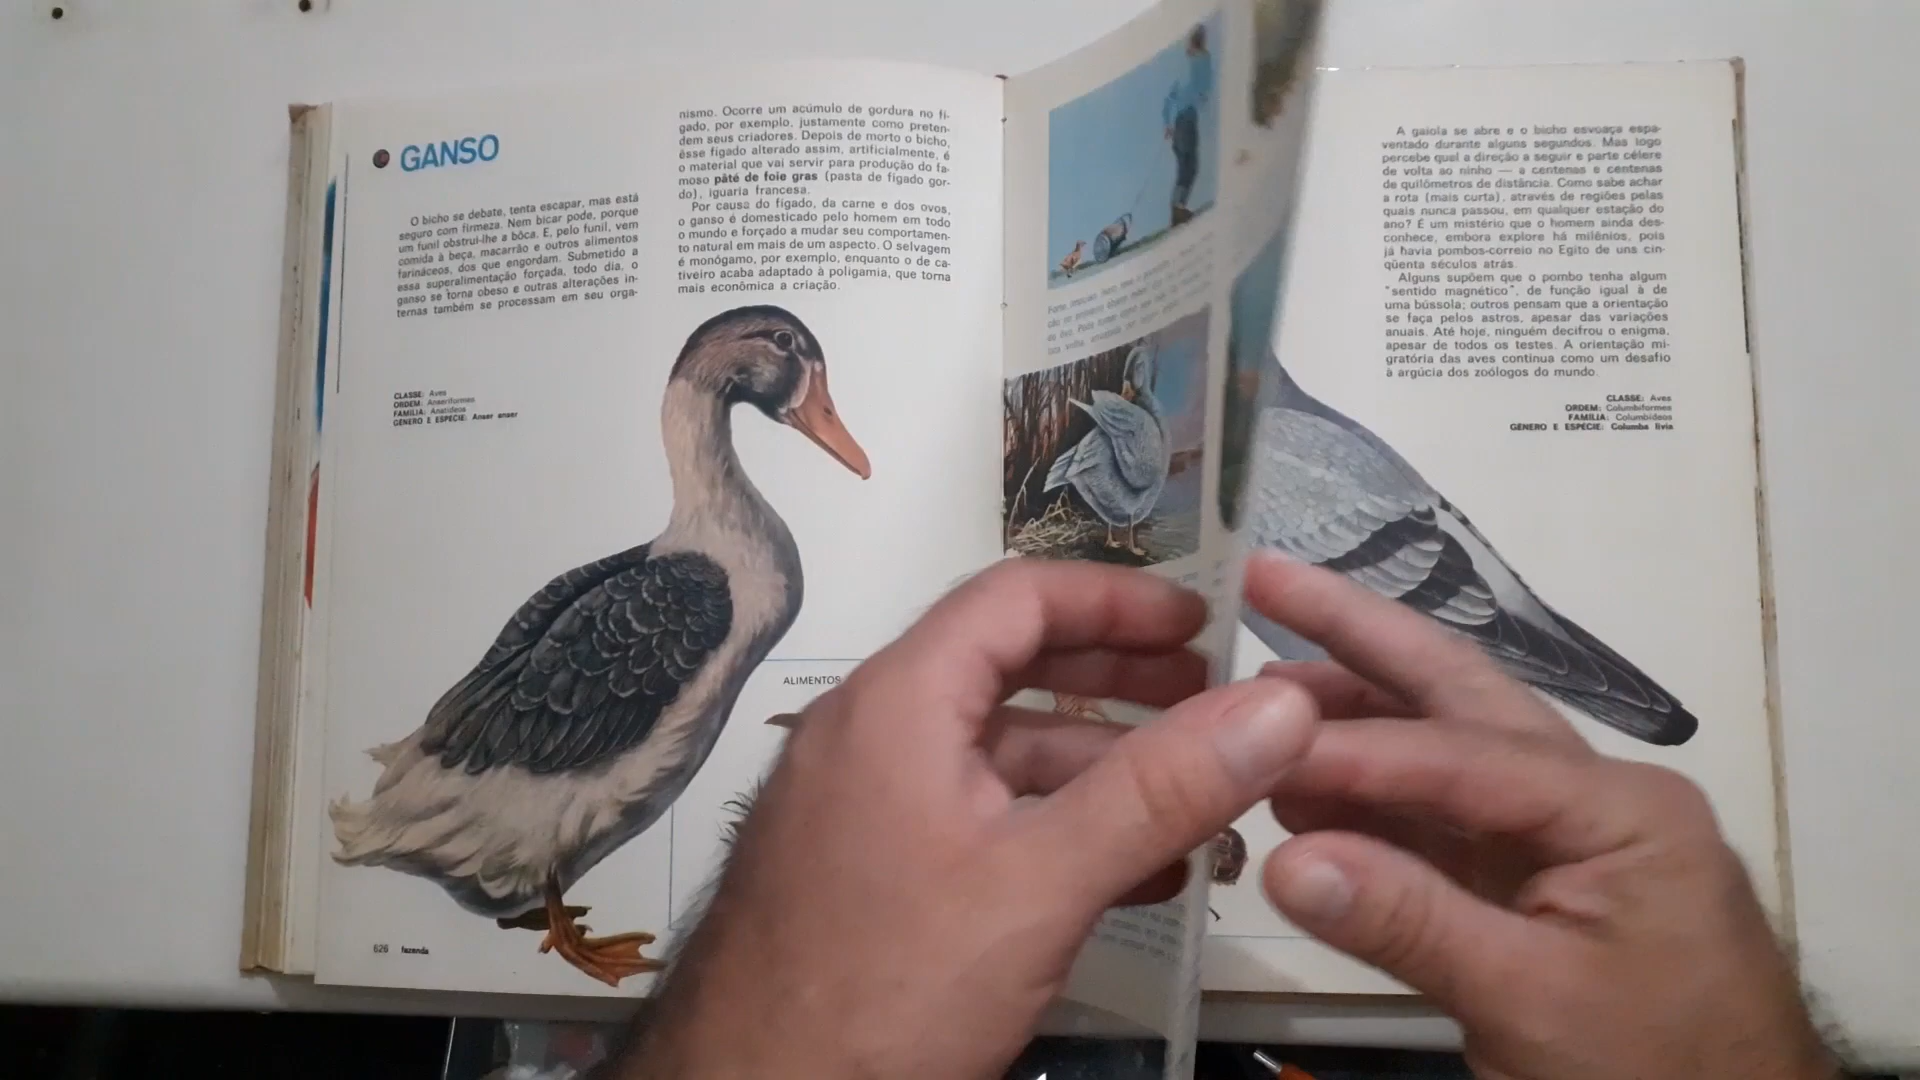 GANSO
O bicho se debate, tenta escapar, mas está
seguro com firmeza. Nem bicar pode, porque
um funil obstrui-lhe a bôca. E, pelo funil, vem
comida à beça, macarrão e outros alimentos
farináceos, dos que engordam. Submetido a
essa superalimentação forçada, todo dia, o
ganso se torna obeso e outras alterações in-
ternas também se processam em seu orga-
nismo. Ocorre um acúmulo de gordura no fí-
gado, por exemplo, justamente como preten-
dem seus criadores. Depois de morto o bicho,
êsse fígado alterado assim, artificialmente, é
o material que vai servir para produção do fa-
moso pâté de foie gras (pasta de fígado gor-
do), iguaria francesa.
Por causa do fígado, da carne e dos ovos,
o ganso é domesticado pelo homem em todo
o mundo e forçado a mudar seu comportamen-
to natural em mais de um aspecto. O selvagem
é monógamo, por exemplo, enquanto o de ca-
tiveiro acaba adaptado à poligamia, que torna
mais econômica a criação.
CLASSE: Aves
ORDEM: Anseriformes
FAMÍLIA: Anatídeos
GÊNERO E ESPÉCIE: Anser anser
ALIMENTOS
626 fazenda
A gaiola se abre e o bicho esvoaça espa-
ventado durante alguns segundos. Mas logo
percebe qual a direção a seguir e parte célere
de volta ao ninho — a centenas e centenas
de quilômetros de distância. Como sabe achar
a rota (mais curta), através de regiões pelas
quais nunca passou, em qualquer estação do
ano? É um mistério que o homem ainda des-
conhece, embora explore há milênios, pois
já havia pombos-correio no Egito de uns cin-
qüenta séculos atrás.
Alguns supõem que o pombo tenha algum
"sentido magnético", de função igual à de
uma bússola; outros pensam que a orientação
se faça pelos astros, apesar das variações
anuais. Até hoje, ninguém decifrou o enigma,
apesar de todos os testes. A orientação mi-
gratória das aves continua como um desafio
à argúcia dos zoólogos do mundo.
CLASSE: Aves
ORDEM: Columbiformes
FAMÍLIA: Columbídeos
GÊNERO E ESPÉCIE: Columba livia